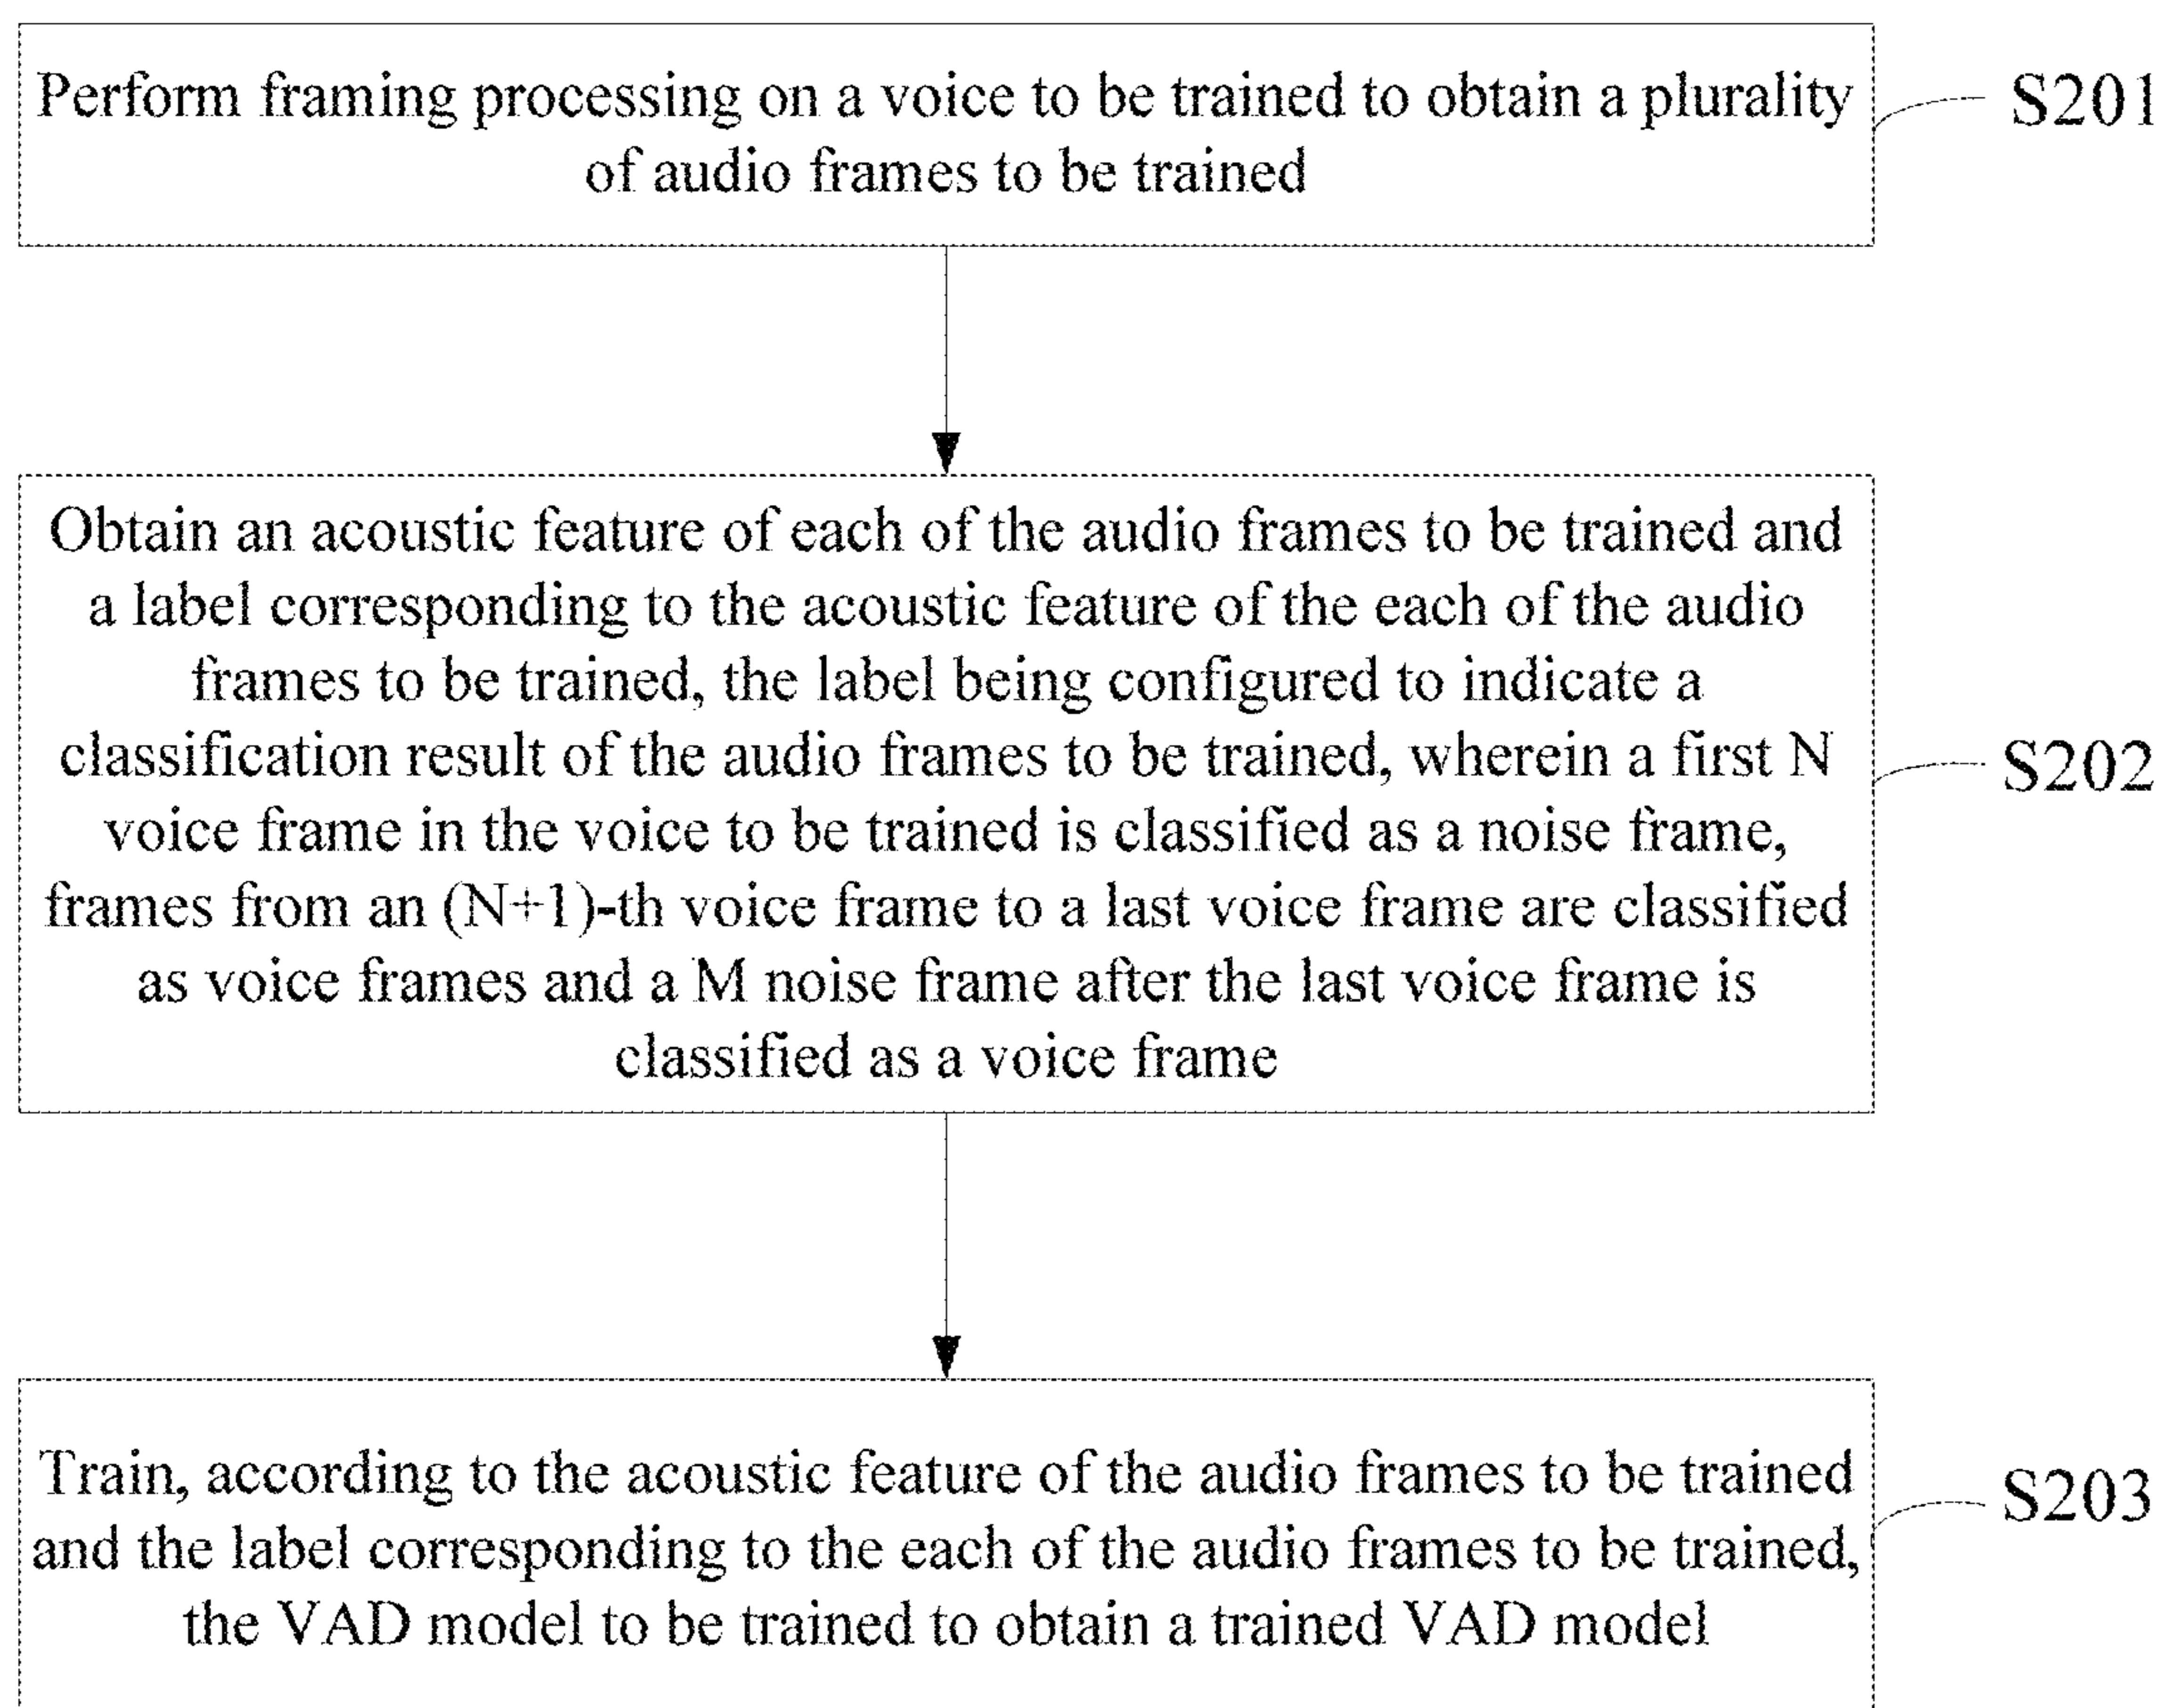 Perform framing processing on a voice to be trained to obtain a plurality
of audio frames to be trained
S201
Obtain an acoustic feature of each of the audio frames to be trained and
a label corresponding to the acoustic feature of the each of the audio
frames to be trained, the label being configured to indicate a
classification result of the audio frames to be trained, wherein a first N
voice frame in the voice to be trained is classified as a noise frame,
frames from an (N+1)-th voice frame to a last voice frame are classified
as voice frames and a M noise frame after the last voice frame is
classified as a voice frame
S202
Train, according to the acoustic feature of the audio frames to be trained
and the label corresponding to the each of the audio frames to be trained,
the VAD model to be trained to obtain a trained VAD model
S203